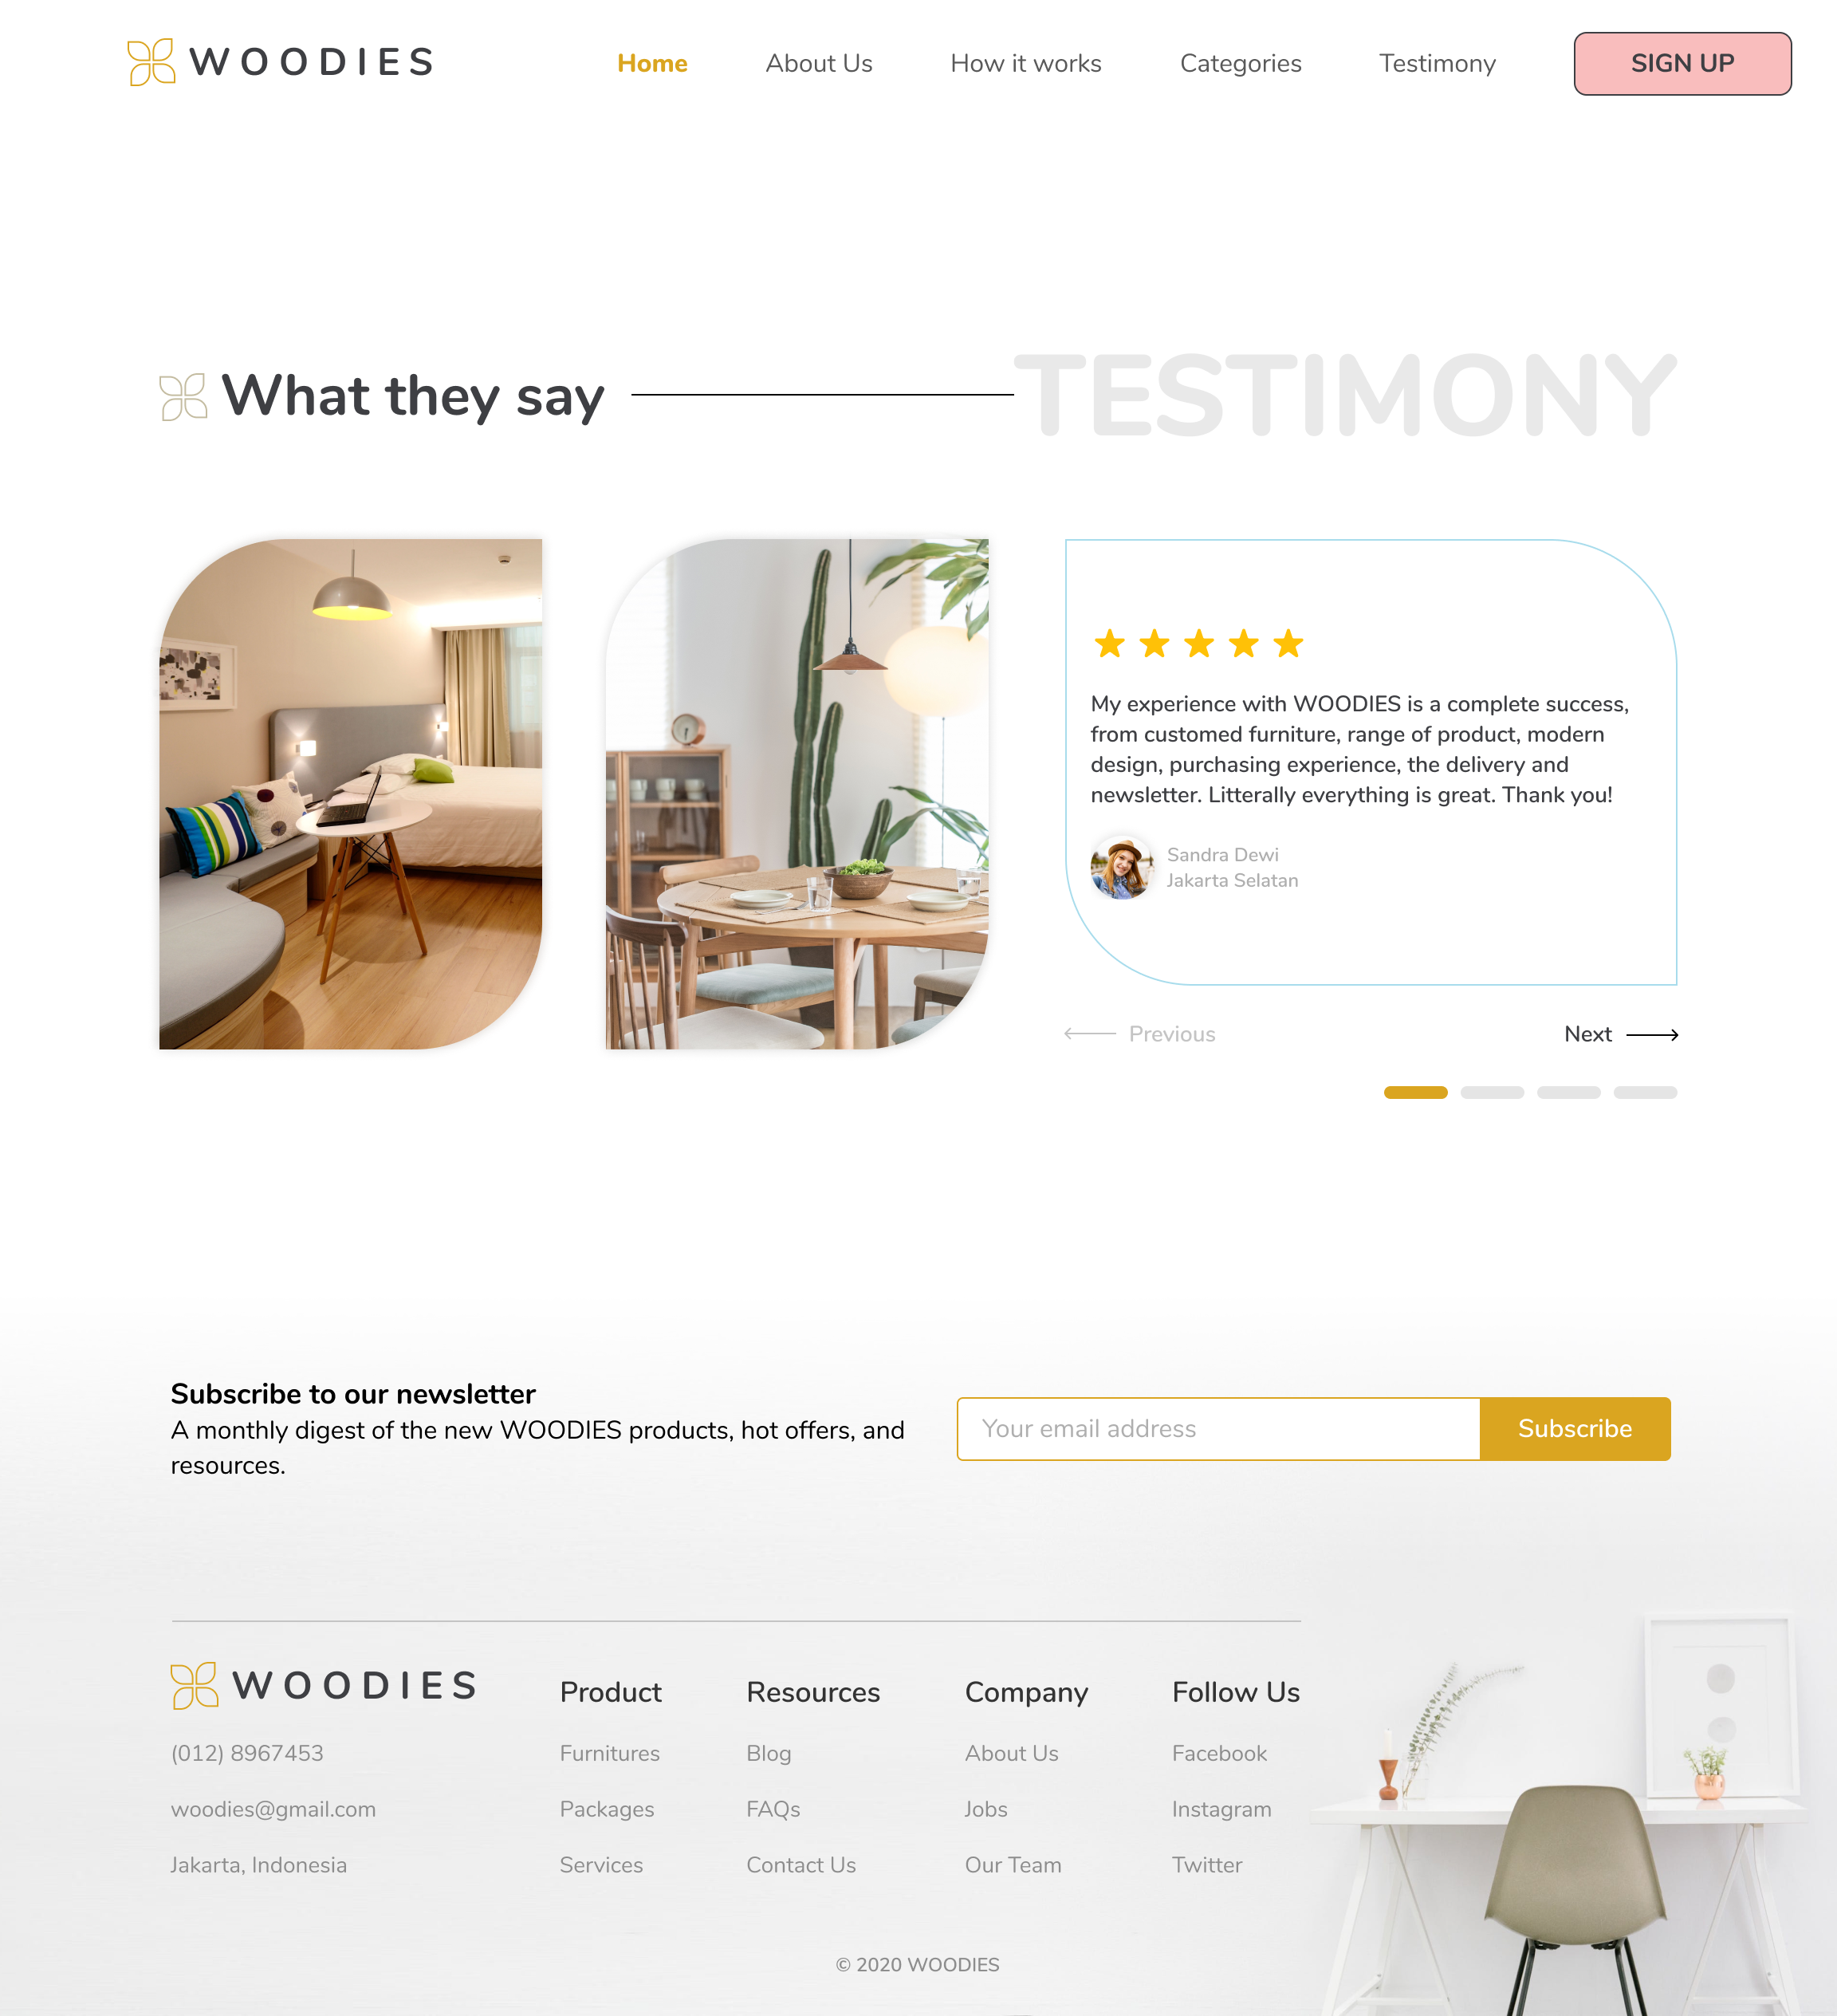 WOODIES
Home
About Us
How it works
Categories
Testimony
SIGN UP
What they say
TESTIMONY
My experience with WOODIES is a complete success,
from customed furniture, range of product, modern
design, purchasing experience, the delivery and
newsletter. Litterally everything is great. Thank you!
Sandra Dewi
Jakarta Selatan
Previous
Next
Subscribe to our newsletter
A monthly digest of the new WOODIES products, hot offers, and
resources.
Your email address
Subscribe
WOODIES
(012) 8967453
woodies@gmail.com
Jakarta, Indonesia
Product
Furnitures
Packages
Services
Resources
Blog
FAQs
Contact Us
Company
About Us
Jobs
Our Team
Follow Us
Facebook
Instagram
Twitter
© 2020 WOODIES